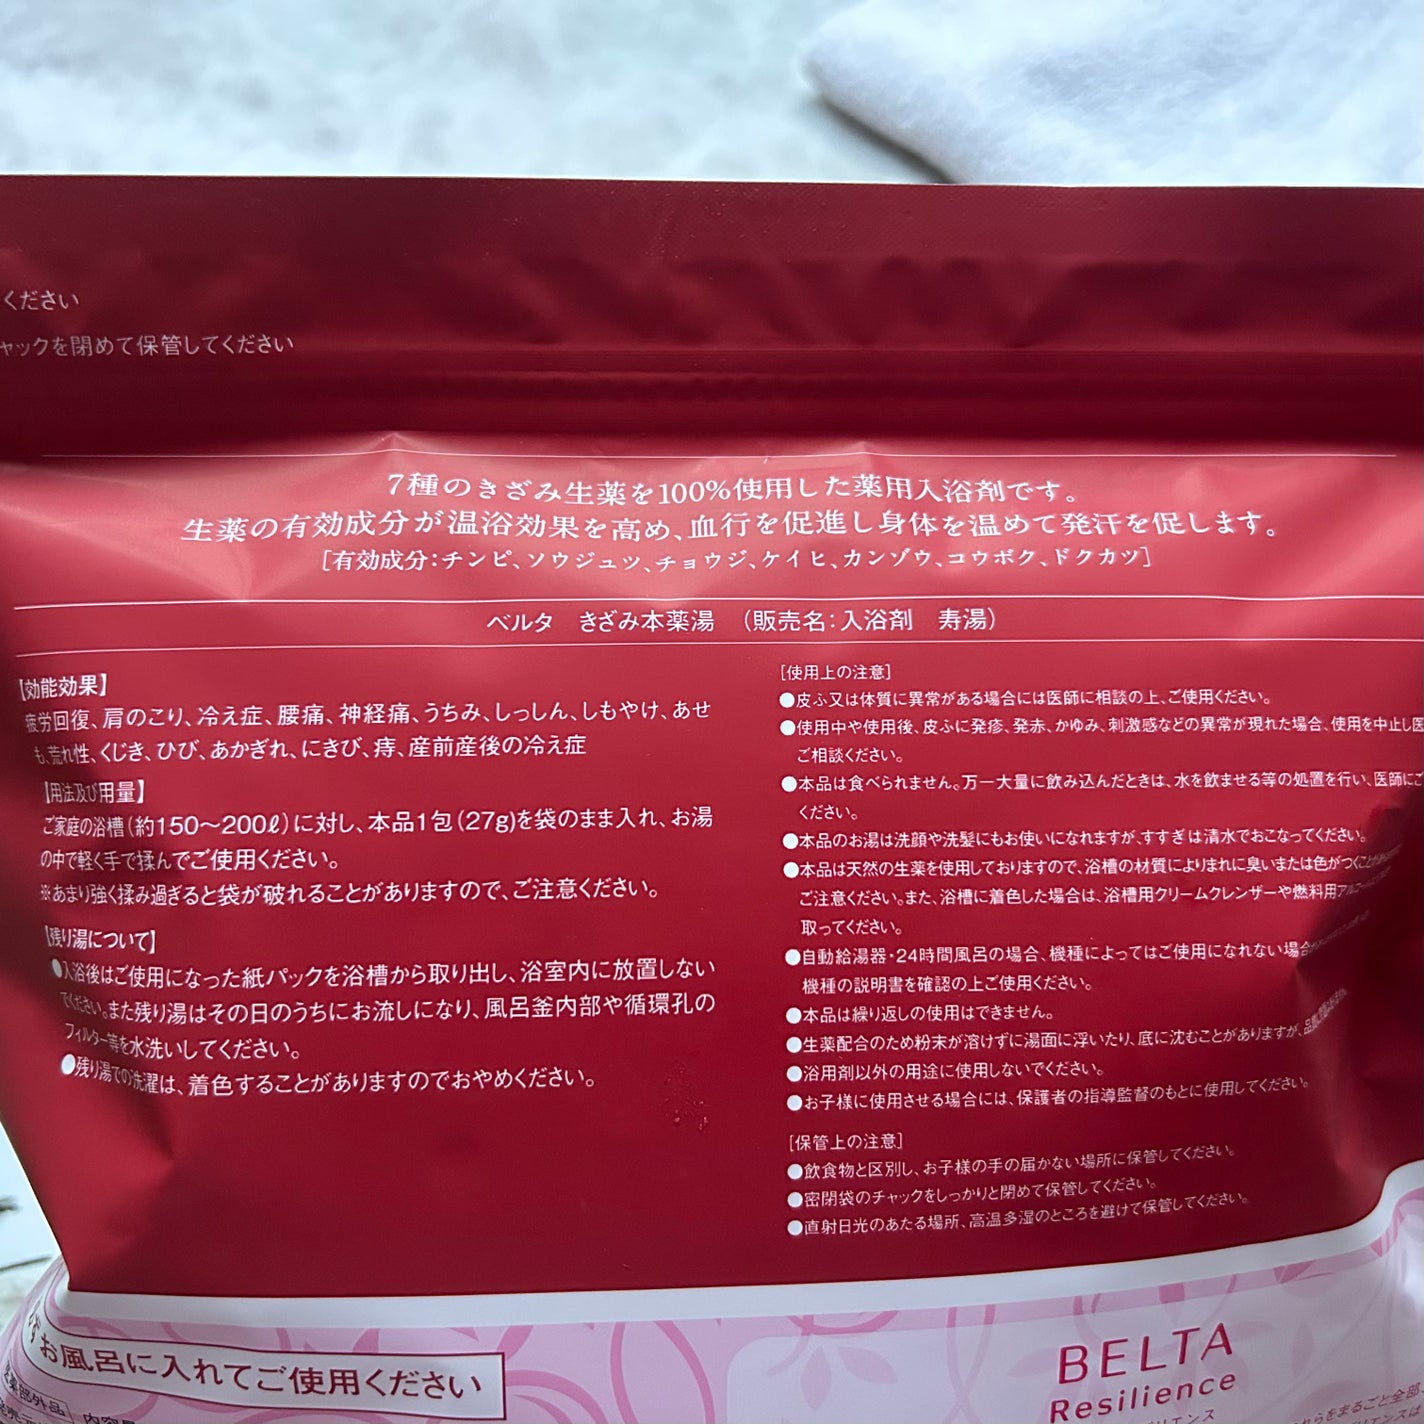 ください
チャックを閉めて保管してください
7種のきざみ生薬を100%使用した薬用入浴剤です。
生薬の有効成分が温浴効果を高め、血行を促進し身体を温めて発汗を促します。
[有効成分:チンピ、ソウジュツ、チョウジ、ケイヒ、カンゾウ、コウボク、ドクカツ]
ベルタ きざみ本薬湯 (販売名:入浴剤 寿湯)
【効能効果】
疲労回復、肩のこり、冷え症、腰痛、神経痛、うちみ、しっしん、しもやけ、あせ
も、荒れ性、くじき、ひび、あかぎれ、にきび、痔、産前産後の冷え症
【用法及び用量】
ご家庭の浴槽(約150〜200ℓ)に対し、本品1包(27g)を袋のまま入れ、お湯
の中で軽く手で揉んでご使用ください。
※あまり強く揉み過ぎると袋が破れることがありますので、ご注意ください。
【残り湯について】
●入浴後はご使用になった紙パックを浴槽から取り出し、浴室内に放置しない
でください。また残り湯はその日のうちにお流しになり、風呂釜内部や循環孔の
フィルター等を水洗いしてください。
●残り湯での洗濯は、着色することがありますのでおやめください。
[使用上の注意]
●皮ふ又は体質に異常がある場合には医師に相談の上、ご使用ください。
●使用中や使用後、皮ふに発疹、発赤、かゆみ、刺激感などの異常が現れた場合、使用を中止し医
ご相談ください。
●本品は食べられません。万一大量に飲み込んだときは、水を飲ませる等の処置を行い、医師にご
ください。
●本品のお湯は洗顔や洗髪にもお使いになれますが、すすぎは清水でおこなってください。
●本品は天然の生薬を使用しておりますので、浴槽の材質によりまれに臭いまたは色がつくことが
ご注意ください。また、浴槽に着色した場合は、浴槽用クリームクレンザーや燃料用アルコール
取ってください。
●自動給湯器・24時間風呂の場合、機種によってはご使用になれない場合
機種の説明書を確認の上ご使用ください。
●本品は繰り返しの使用はできません。
●生薬配合のため粉末が溶けずに湯面に浮いたり、底に沈むことがありますが、
●浴用剤以外の用途に使用しないでください。
●お子様に使用させる場合には、保護者の指導監督のもとに使用してください。
[保管上の注意]
●飲食物と区別し、お子様の手の届かない場所に保管してください。
●密閉袋のチャックをしっかりと閉めて保管してください。
●直射日光のあたる場所、高温多湿のところを避けて保管してください。
ずお風呂に入れてご使用ください
BELTA
Resilience
医薬部外品 内容量
らをまるごと全部、